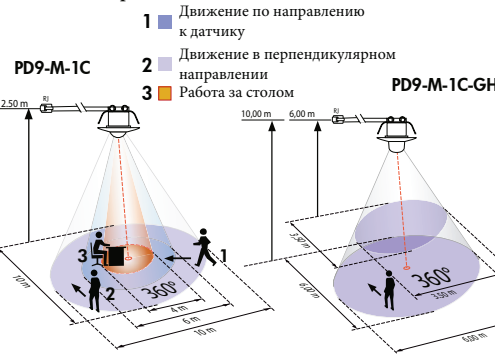 1 Движение по направлению
к датчику
2 Движение в перпендикулярном
направлении
3 Работа за столом
PD9-M-1C
PD9-M-1C-GH
2.50 m
RJ
10,00 m
6,00 m
RJ
3
1
2
360°
10 m
4 m
6 m
10 m
3,50 m
6,00 m
360°
3,50 m
6,00 m